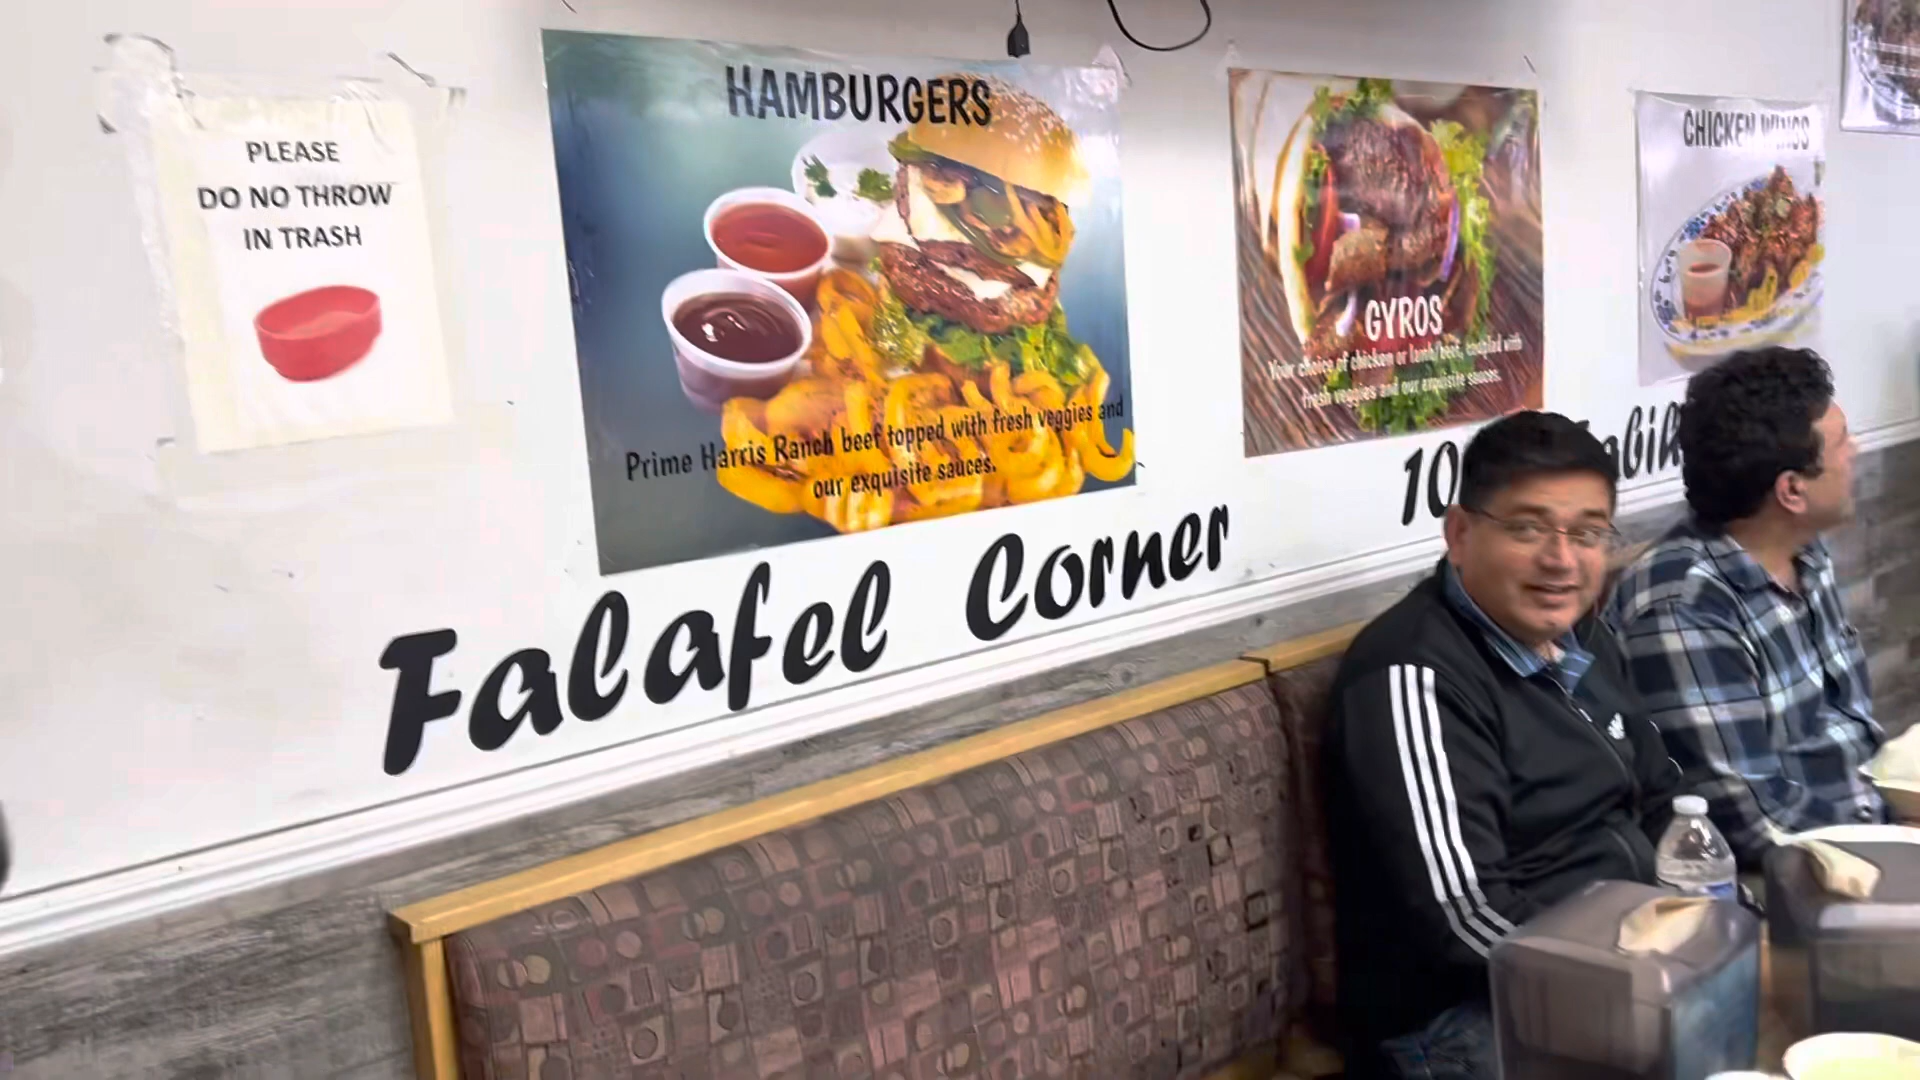 PLEASE
DO NO THROW
IN TRASH
HAMBURGERS
Prime Harris Ranch beef topped with fresh veggies and
our exquisite sauces.
GYROS
Your choice of chicken or lamb/beef, coupled with
fresh veggies and our exquisite sauces.
CHICKEN WINGS
Falafel Corner
10